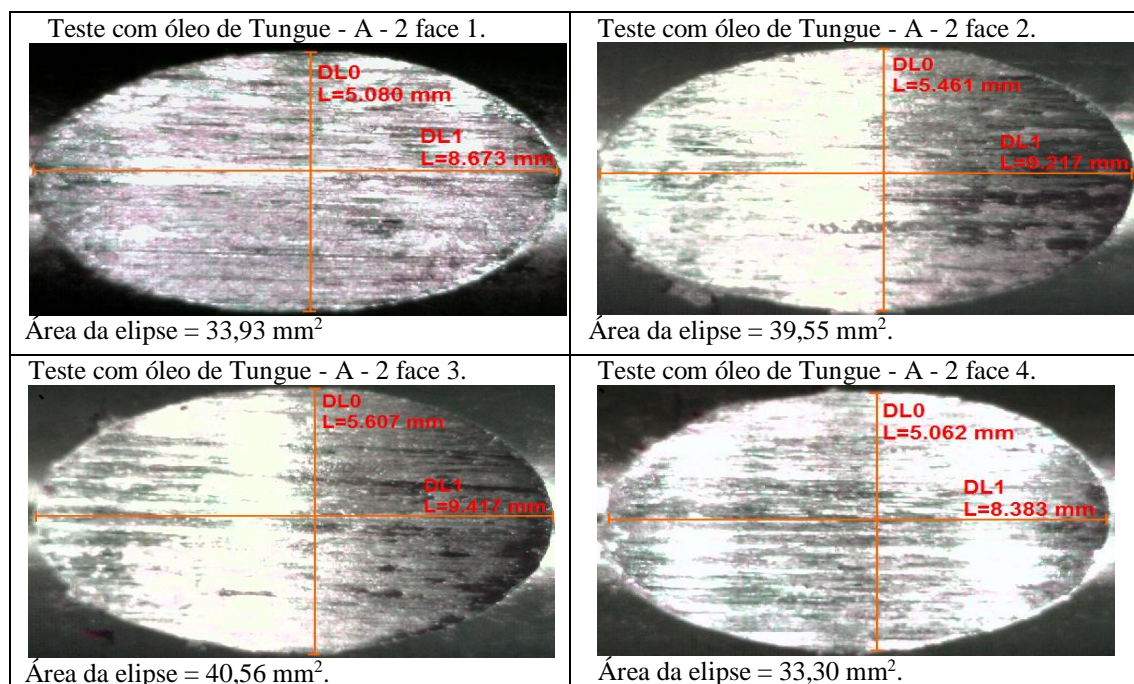 Teste com óleo de Tungue - A - 2 face 1.
DL0
L=5.080 mm
DL1
L=8.673 mm
Área da elipse = 33,93 mm²
Teste com óleo de Tungue - A - 2 face 2.
DL0
L=5.461 mm
DL1
L=9.217 mm
Área da elipse = 39,55 mm².
Teste com óleo de Tungue - A - 2 face 3.
DL0
L=5.607 mm
DL1
L=9.417 mm
Área da elipse = 40,56 mm².
Teste com óleo de Tungue - A - 2 face 4.
DL0
L=5.062 mm
DL1
L=8.383 mm
Área da elipse = 33,30 mm².